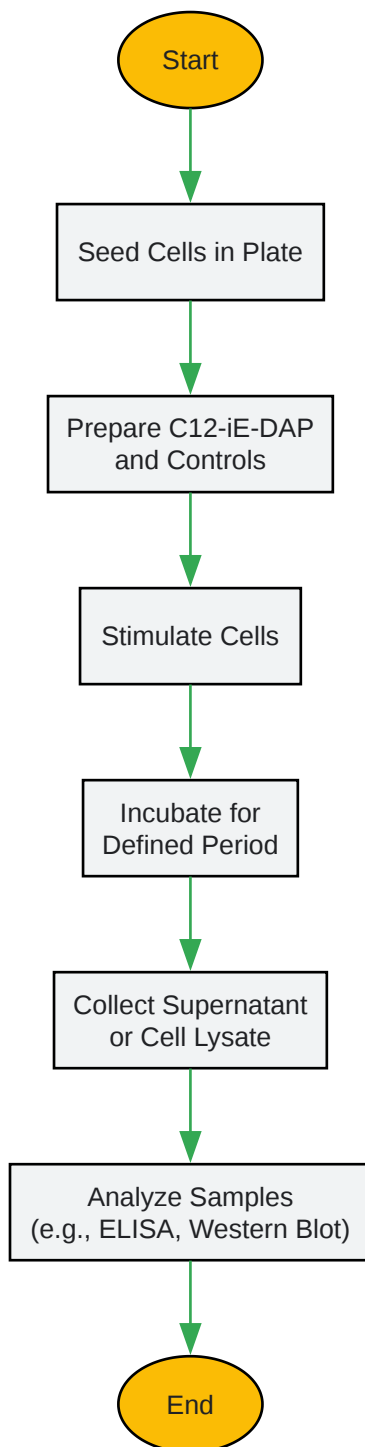 Start
Seed Cells in Plate
Prepare C12-iE-DAP
and Controls
Stimulate Cells
Incubate for
Defined Period
Collect Supernatant
or Cell Lysate
Analyze Samples
(e.g., ELISA, Western Blot)
End